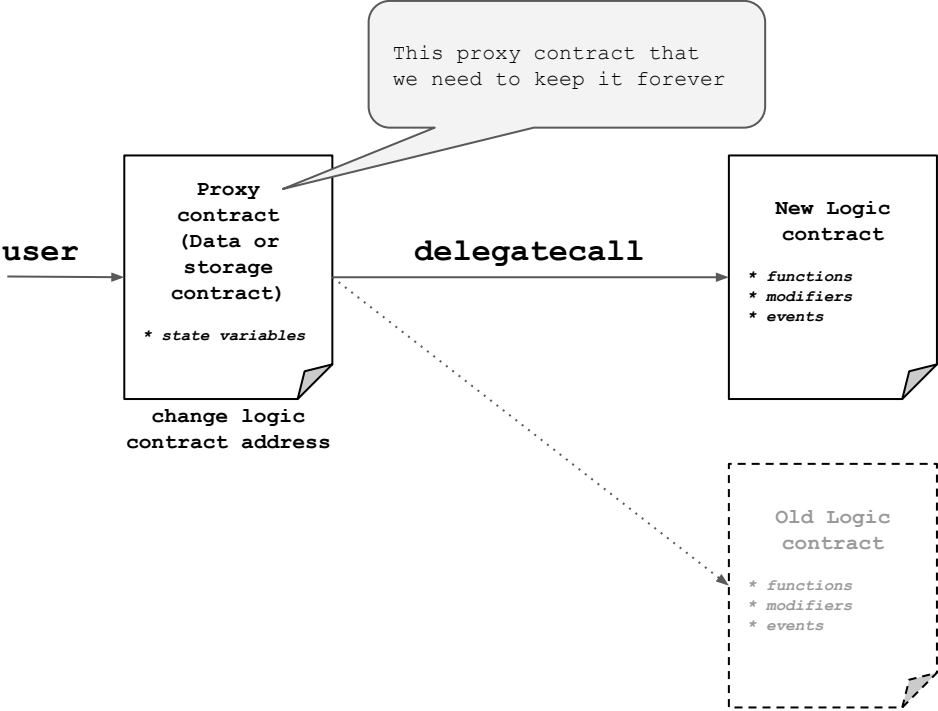 This proxy contract that
we need to keep it forever
Proxy
contract
(Data or
storage
contract)
* state variables
user
delegatecall
New Logic
contract
* functions
* modifiers
* events
change logic
contract address
Old Logic
contract
* functions
* modifiers
* events